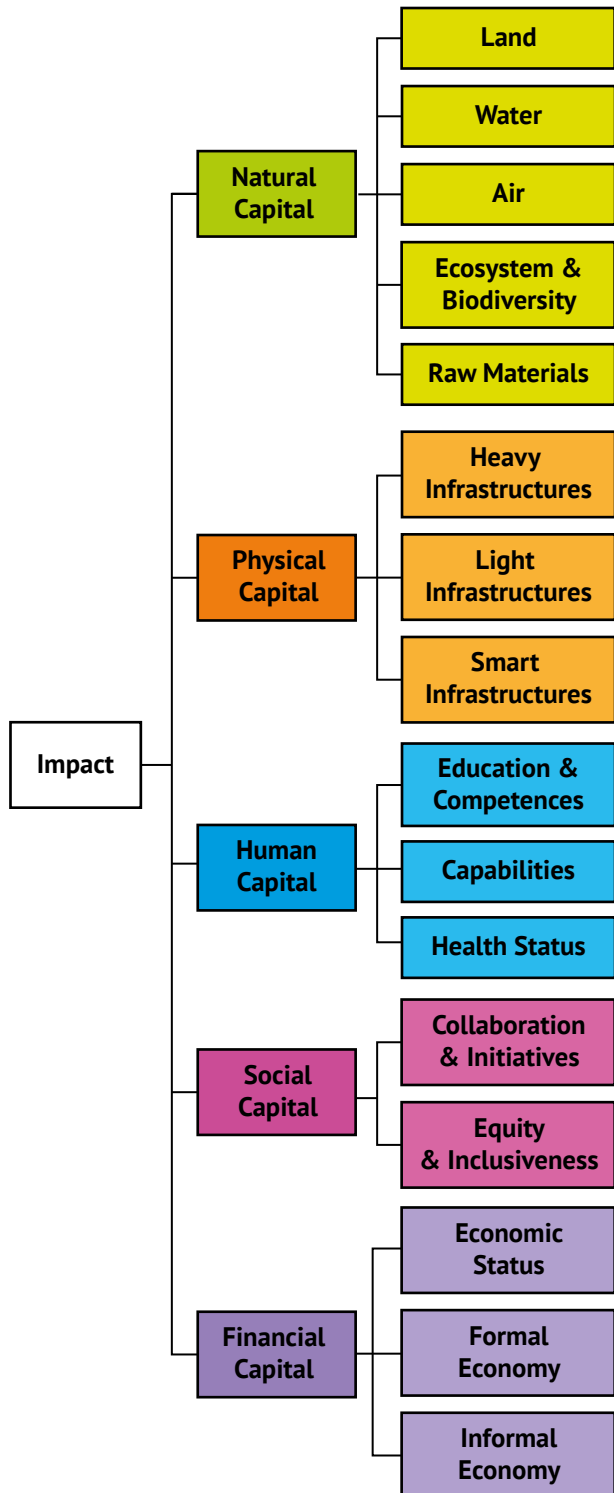 Land
Water
Natural
Capital
Air
Ecosystem &
Biodiversity
Raw Materials
Heavy
Infrastructures
Physical
Capital
Light
Infrastructures
Smart
Infrastructures
Impact
Education &
Competences
Human
Capital
Capabilities
Health Status
Collaboration
& Initiatives
Social
Capital
Equity
& Inclusiveness
Economic
Status
Financial
Capital
Formal
Economy
Informal
Economy